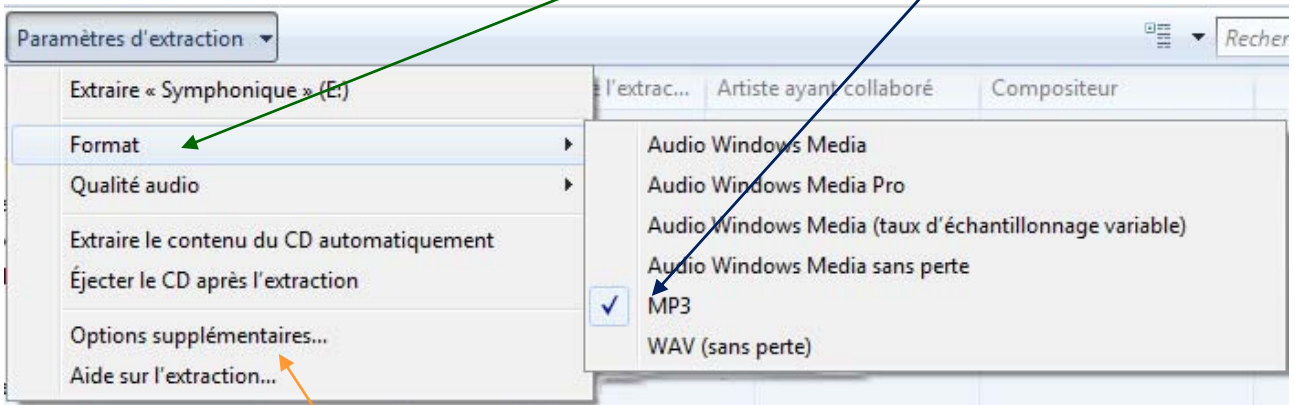 Paramètres d'extraction
Recher
Extraire « Symphonique » (E:)
l'extrac... Artiste ayant collaboré Compositeur
Format
Qualité audio
Extraire le contenu du CD automatiquement
Éjecter le CD après l'extraction
Options supplémentaires...
Aide sur l'extraction...
Audio Windows Media
Audio Windows Media Pro
Audio Windows Media (taux d'échantillonnage variable)
Audio Windows Media sans perte
MP3
WAV (sans perte)